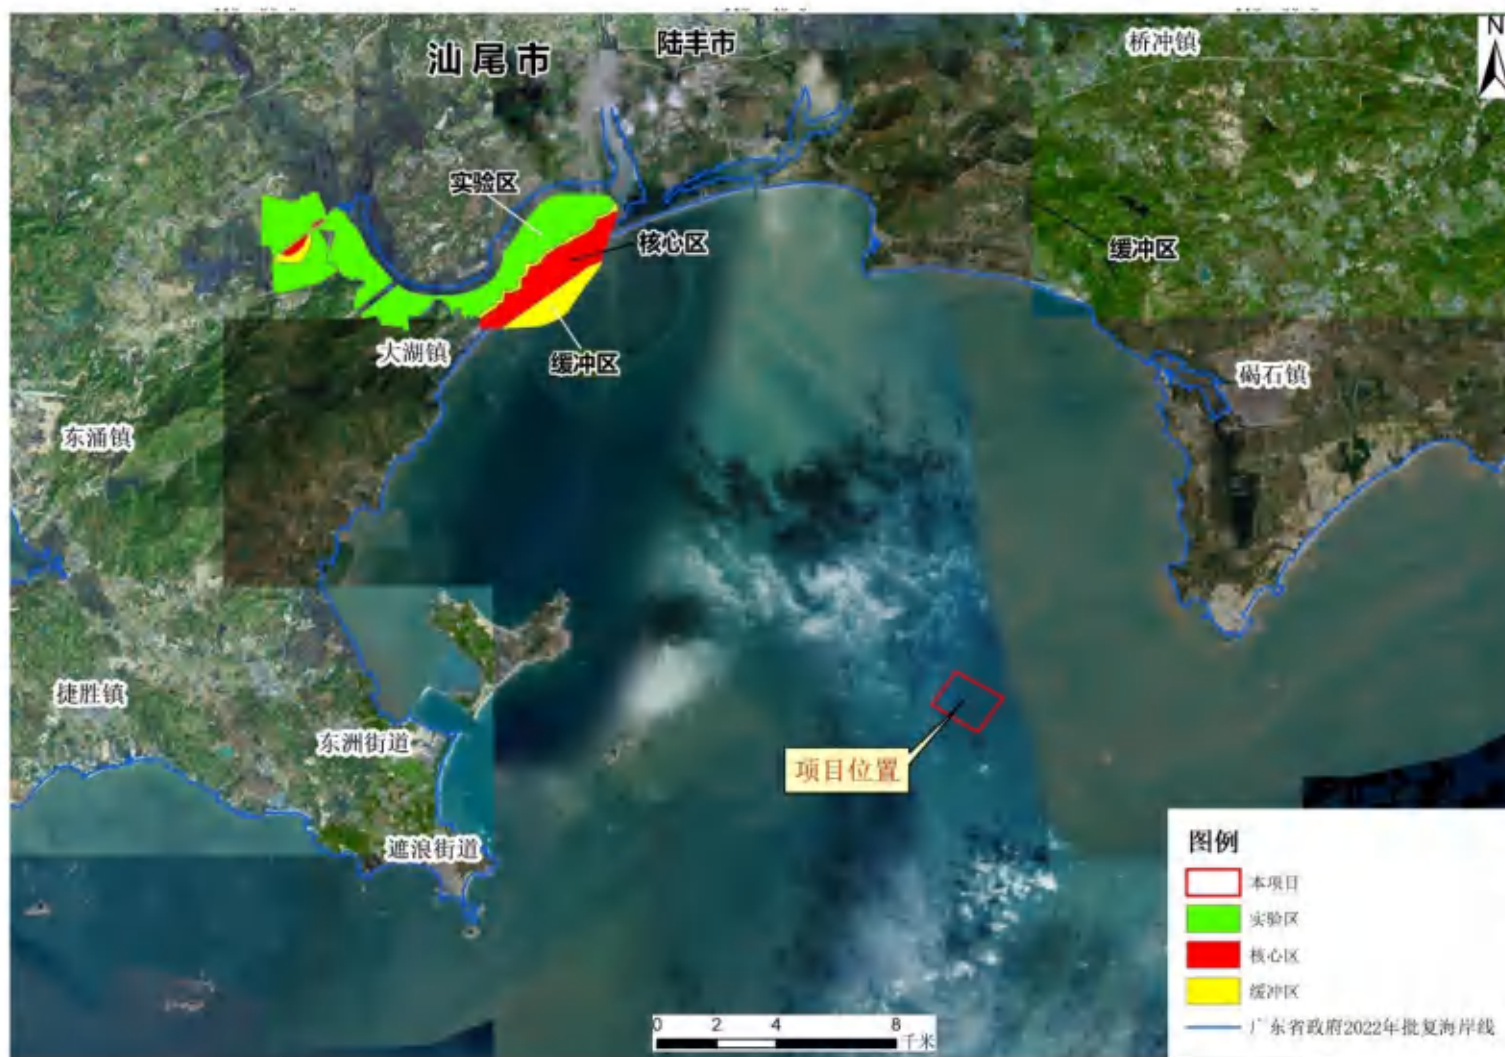 汕尾市
陆丰市
桥冲镇
N
实验区
核心区
缓冲区
缓冲区
大湖镇
碣石镇
东涌镇
捷胜镇
东洲街道
项目位置
遮浪街道
图例
本项目
实验区
核心区
缓冲区
广东省政府2022年批复海岸线
0 2 4 8
千米